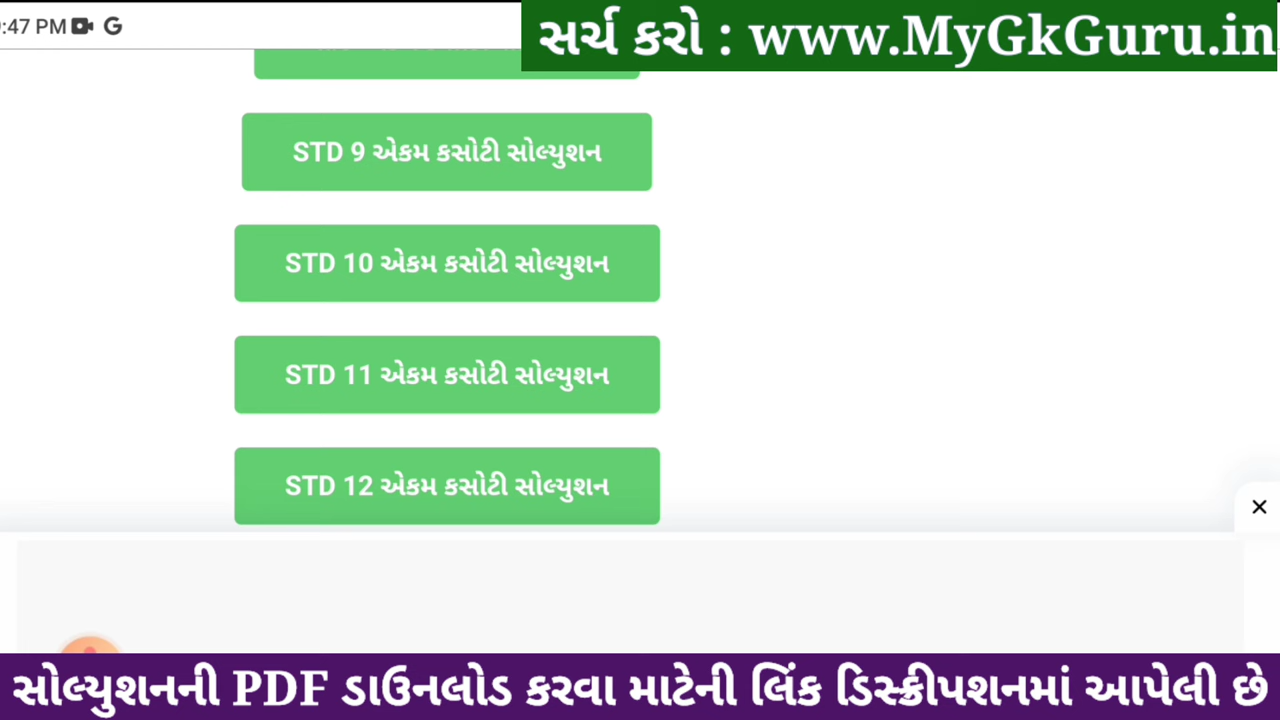 :47 PM G
સર્ચ કરો : www.MyGkGuru.in
STD 9 એકમ કસોટી સોલ્યુશન
STD 10 એકમ કસોટી સોલ્યુશન
STD 11 એકમ કસોટી સોલ્યુશન
STD 12 એકમ કસોટી સોલ્યુશન
સોલ્યુશનની PDF ડાઉનલોડ કરવા માટેની લિંક ડિસ્ક્રીપશનમાં આપેલી છે